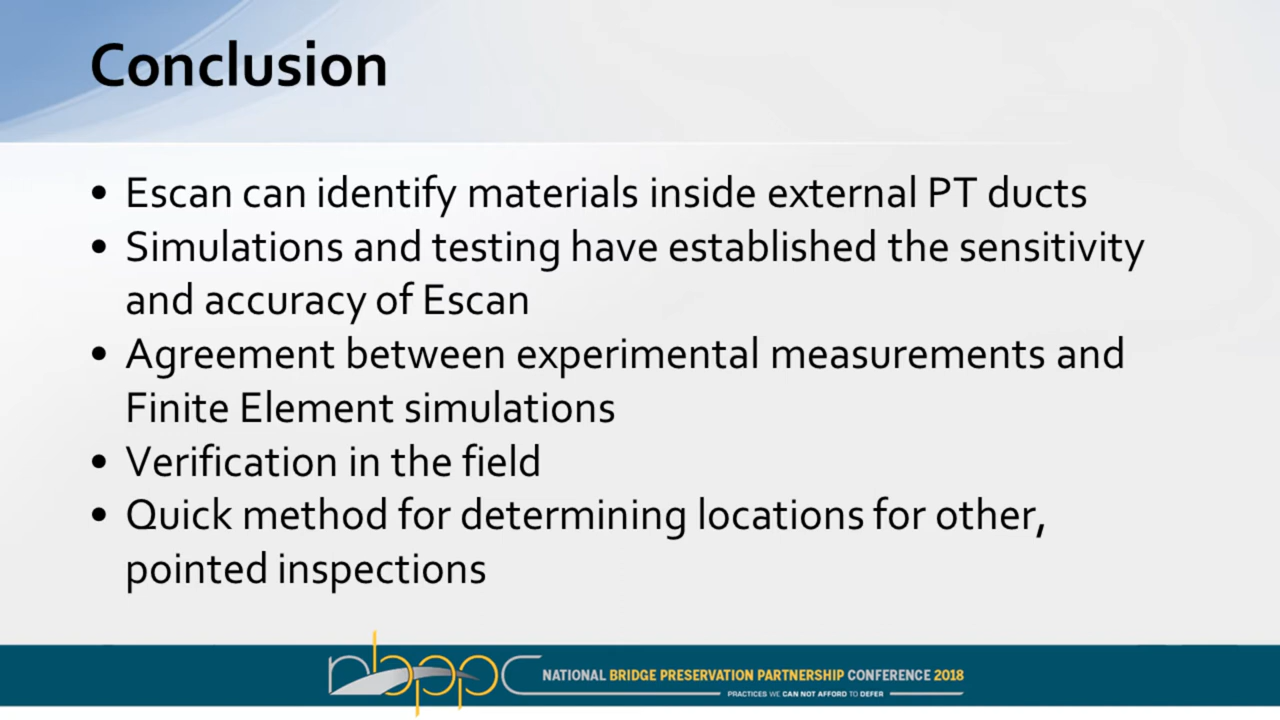 Conclusion
• Escan can identify materials inside external PT ducts
• Simulations and testing have established the sensitivity
and accuracy of Escan
• Agreement between experimental measurements and
Finite Element simulations
• Verification in the field
• Quick method for determining locations for other,
pointed inspections
nbppc
NATIONAL BRIDGE PRESERVATION PARTNERSHIP CONFERENCE 2018
PRACTICES WE CAN NOT AFFORD TO DEFER